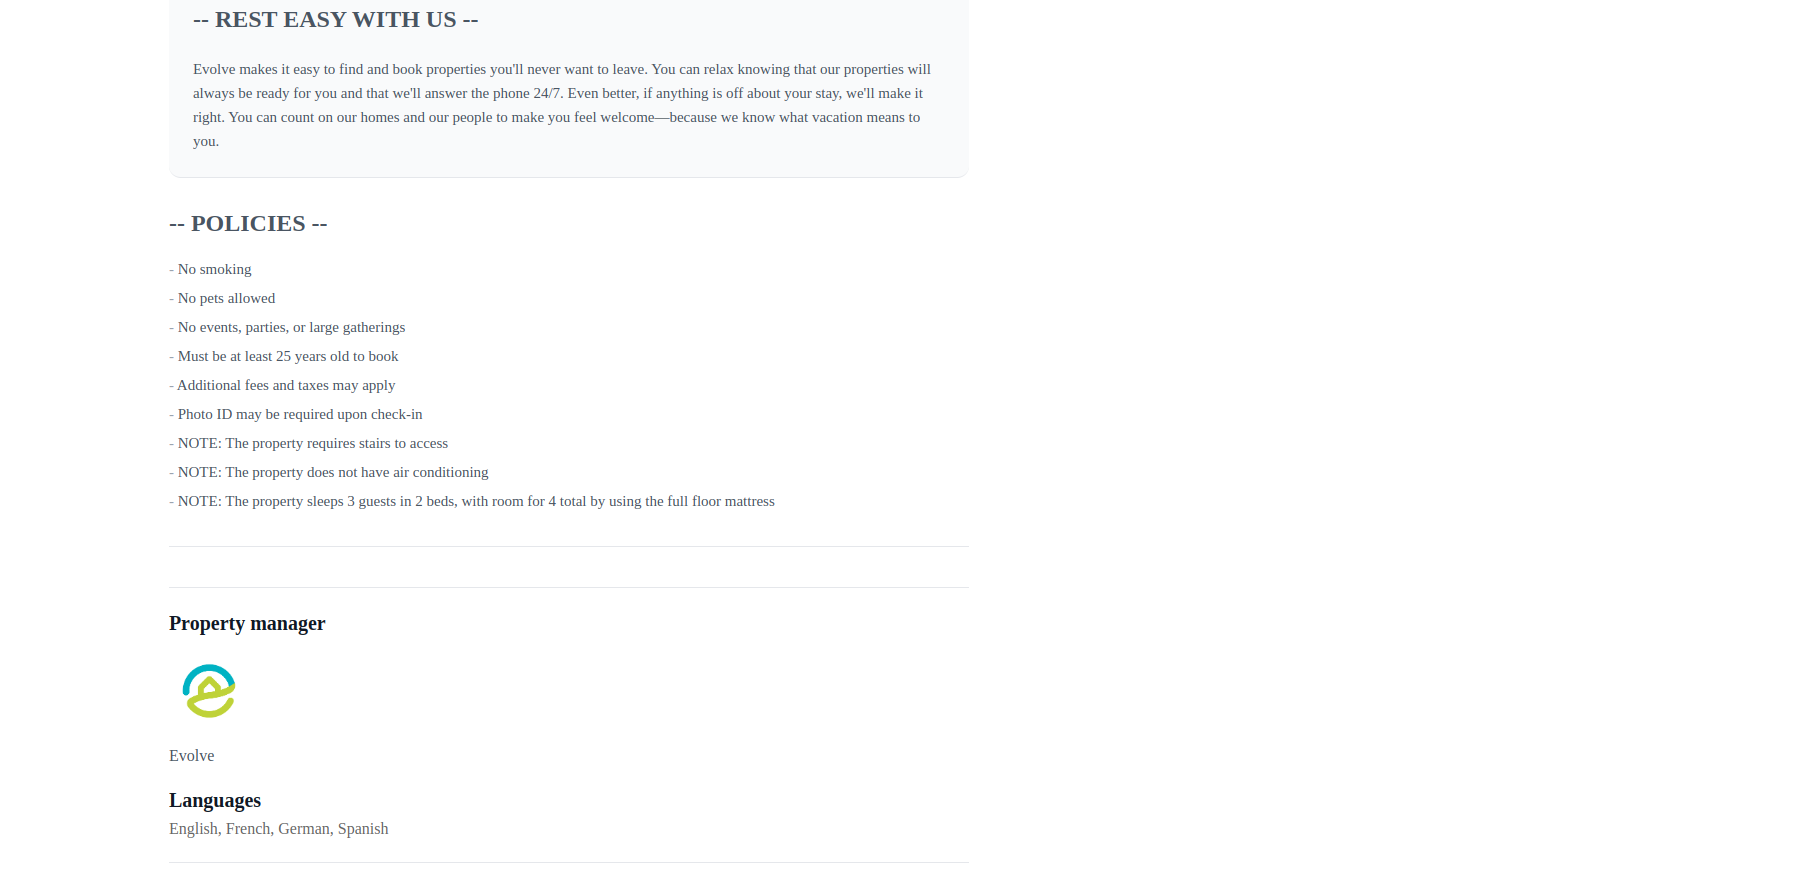 -- REST EASY WITH US --
Evolve makes it easy to find and book properties you'll never want to leave. You can relax knowing that our properties will
always be ready for you and that we'll answer the phone 24/7. Even better, if anything is off about your stay, we'll make it
right. You can count on our homes and our people to make you feel welcome—because we know what vacation means to
you.
-- POLICIES --
- No smoking
- No pets allowed
- No events, parties, or large gatherings
- Must be at least 25 years old to book
- Additional fees and taxes may apply
- Photo ID may be required upon check-in
- NOTE: The property requires stairs to access
- NOTE: The property does not have air conditioning
- NOTE: The property sleeps 3 guests in 2 beds, with room for 4 total by using the full floor mattress
Property manager
Evolve
Languages
English, French, German, Spanish